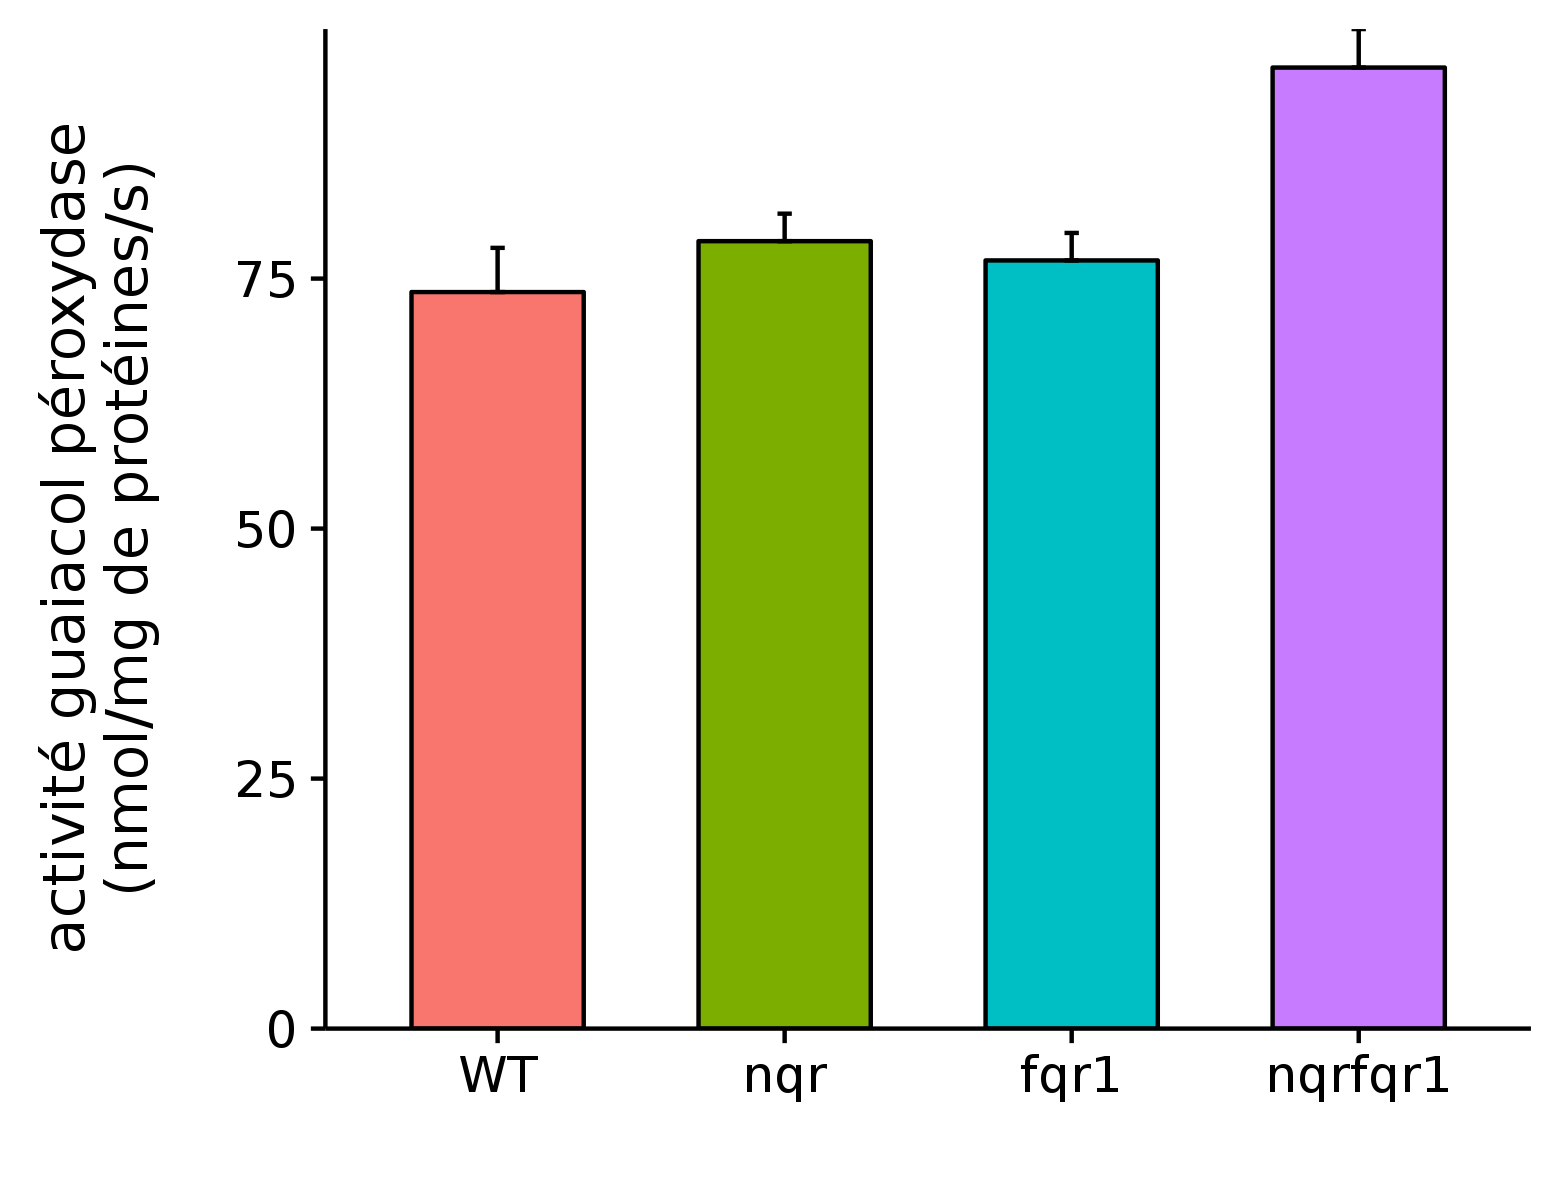 activité guaiacol péroxydase
(nmol/mg de protéines/s)
75
50
25
0
WT nqr fqr1 nqrfqr1